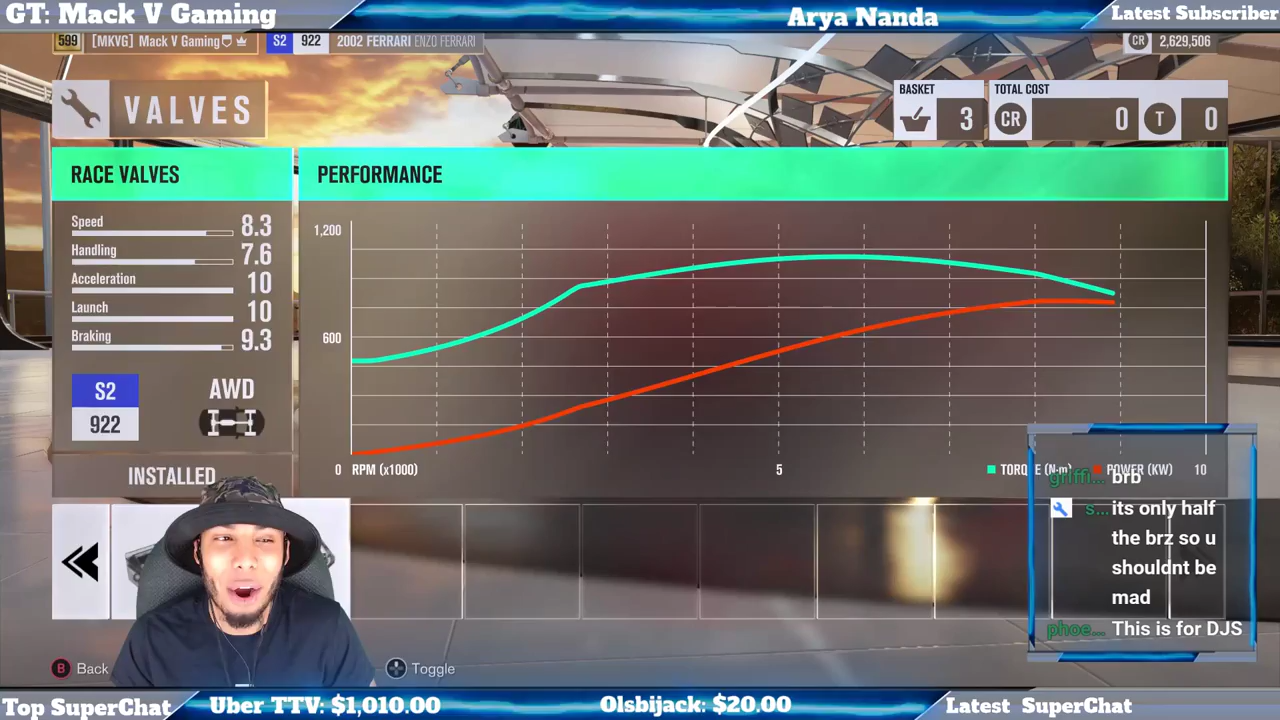 GT: Mack V Gaming
Arya Nanda
Latest Subscriber
599 [MKVG] Mack V Gaming
S2 922 2002 FERRARI ENZO FERRARI
CR 2,629,506
VALVES
BASKET
3
TOTAL COST
CR 0 T 0
RACE VALVES
PERFORMANCE
Speed 8.3
Handling 7.6
Acceleration 10
Launch 10
Braking 9.3
S2
922
AWD
INSTALLED
1,200
600
0 RPM (x1000) 5 TORQUE (N-m) POWER (KW) 10
griffi... brb
s... its only half
the brz so u
shouldnt be
mad
phoe... This is for DJS
B Back
Toggle
Top SuperChat
Uber TTV: $1,010.00
Olsbijack: $20.00
Latest SuperChat